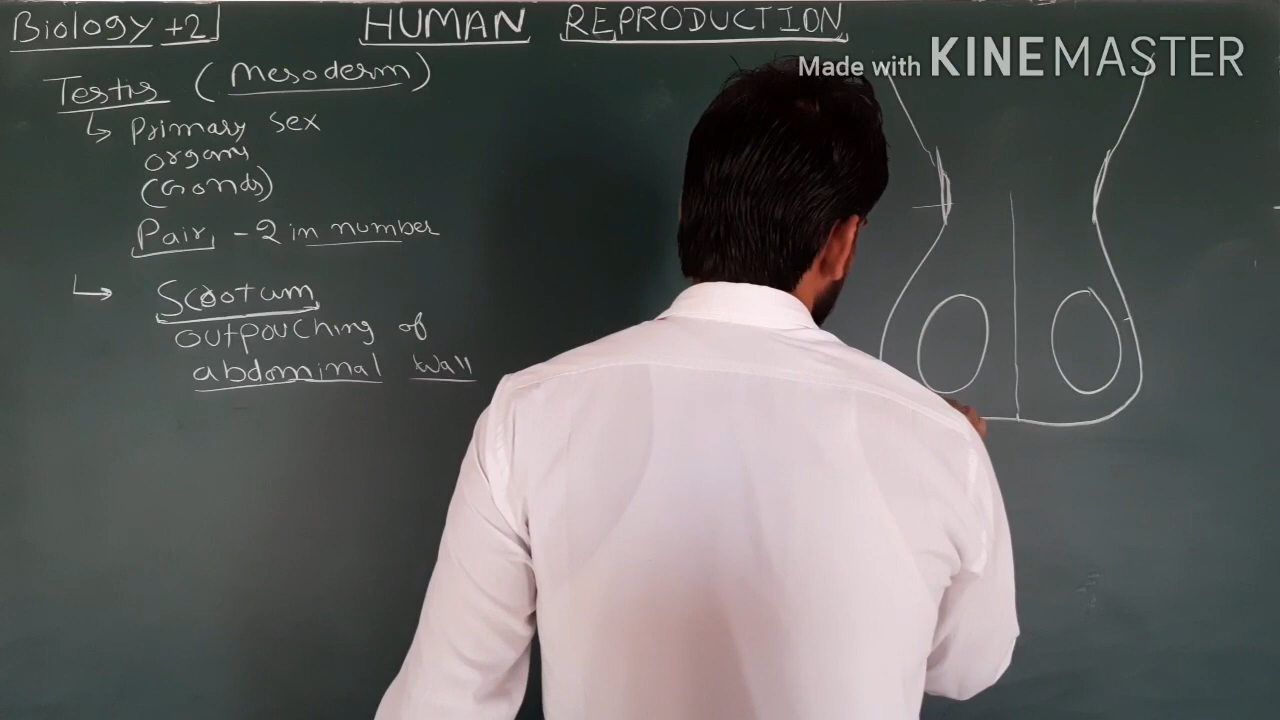 Biology +2
HUMAN REPRODUCTION
Made with KINEMASTER
Testis (Mesoderm)
Primary sex
organs
(Gonds)
Pair - 2 in number
Scrotum
outpouching of
abdominal wall